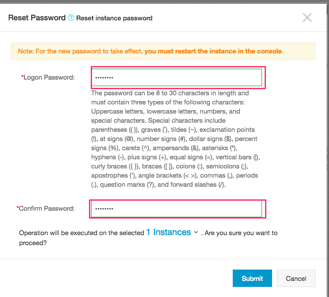 Reset Password ? Reset instance password
Note: For the new password to take effect, you must restart the instance in the console.
*Logon Password: ••••••••
The password can be 8 to 30 characters in length and
must contain three types of the following characters:
Uppercase letters, lowercase letters, numbers, and
special characters. Special characters include
parentheses (( )), graves (`), tildes (~), exclamation points
(!), at signs (@), number signs (#), dollar signs ($), percent
signs (%), carets (^), ampersands (&), asterisks (*),
hyphens (-), plus signs (+), equal signs (=), vertical bars (|),
curly braces ({ }), braces ([ ]), colons (:), semicolons (;),
apostrophes ('), angle brackets (< >), commas (,), periods
(.), question marks (?), and forward slashes (/).
*Confirm Password: ••••••••
Operation will be executed on the selected 1 Instances . Are you sure you want to
proceed?
Submit Cancel